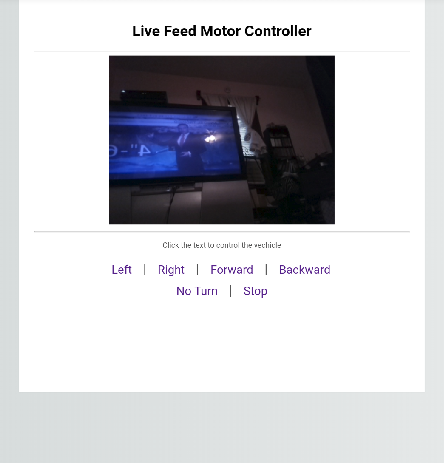 Live Feed Motor Controller
Click the text to control the vechicle
Left | Right | Forward | Backward
No Turn | Stop